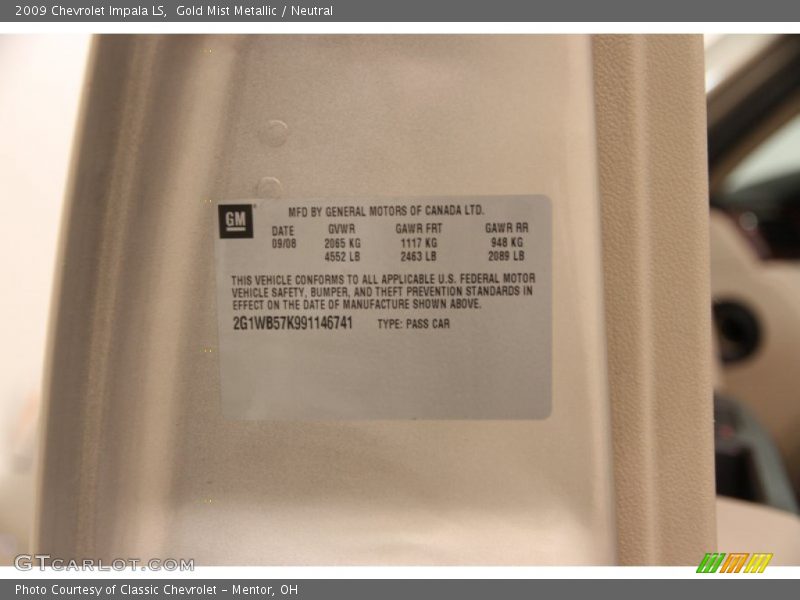 2009 Chevrolet Impala LS,  Gold Mist Metallic / Neutral
GM
MFD BY GENERAL MOTORS OF CANADA LTD.
DATE GVWR GAWR FRT GAWR RR
09/08 2065 KG 1117 KG 948 KG
4552 LB 2463 LB 2089 LB
THIS VEHICLE CONFORMS TO ALL APPLICABLE U.S. FEDERAL MOTOR
VEHICLE SAFETY, BUMPER, AND THEFT PREVENTION STANDARDS IN
EFFECT ON THE DATE OF MANUFACTURE SHOWN ABOVE.
2G1WB57K991146741 TYPE: PASS CAR
GTCARLOT.COM
Photo Courtesy of Classic Chevrolet - Mentor, OH